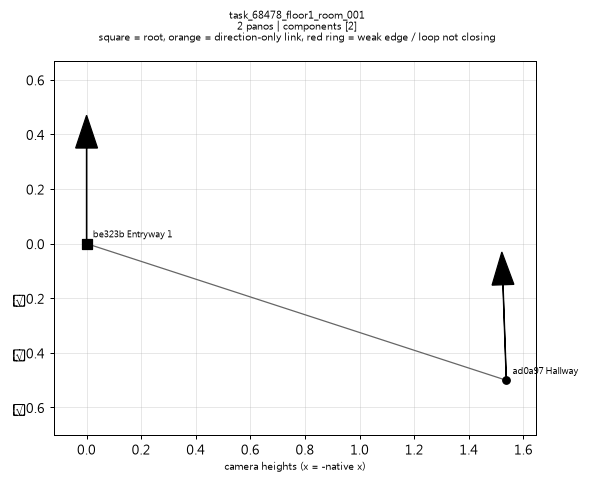 task_68478_floor1_room_001
2 panos | components [2]
square = root, orange = direction-only link, red ring = weak edge / loop not closing
0.6
0.4
0.2
be323b Entryway 1
0.0
0.2
0.4
ad0a97 Hallway
0.6
0.0 0.2 0.4 0.6 0.8 1.0 1.2 1.4 1.6
camera heights (x = -native x)